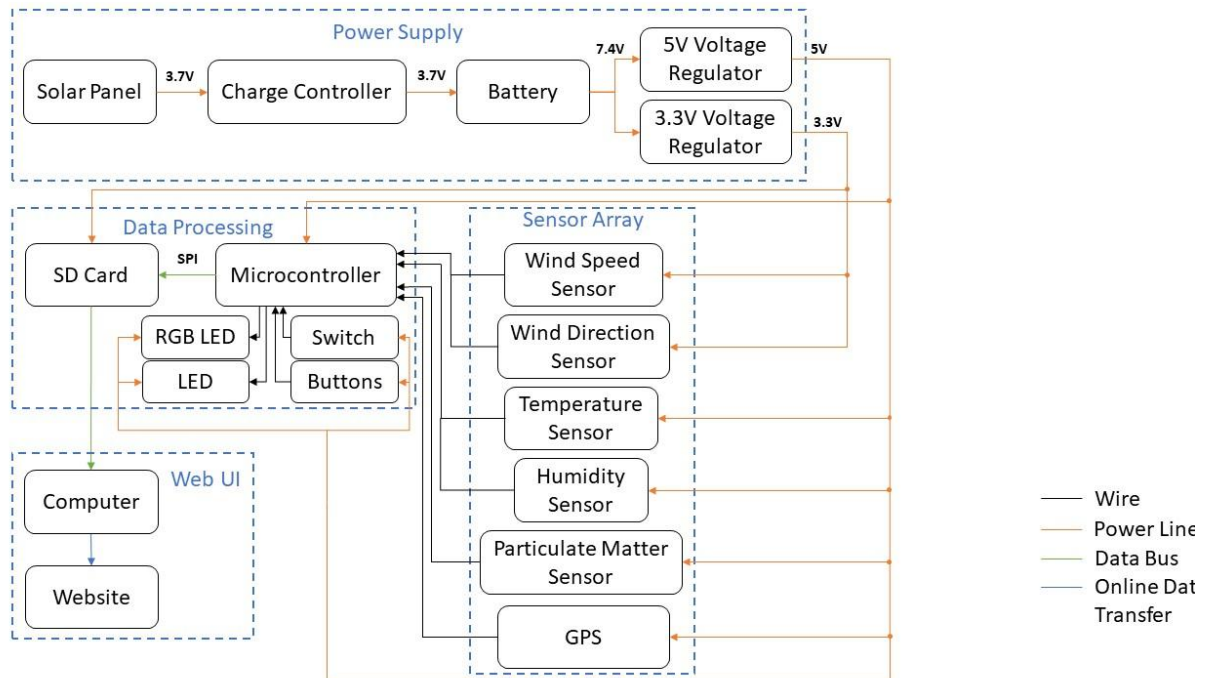 Power Supply
Solar Panel
3.7V
Charge Controller
3.7V
Battery
7.4V
5V Voltage
Regulator
5V
3.3V Voltage
Regulator
3.3V
Data Processing
SD Card
SPI
Microcontroller
RGB LED
Switch
LED
Buttons
Sensor Array
Wind Speed
Sensor
Wind Direction
Sensor
Temperature
Sensor
Humidity
Sensor
Particulate Matter
Sensor
GPS
Web UI
Computer
Website
Wire
Power Line
Data Bus
Online Dat
Transfer